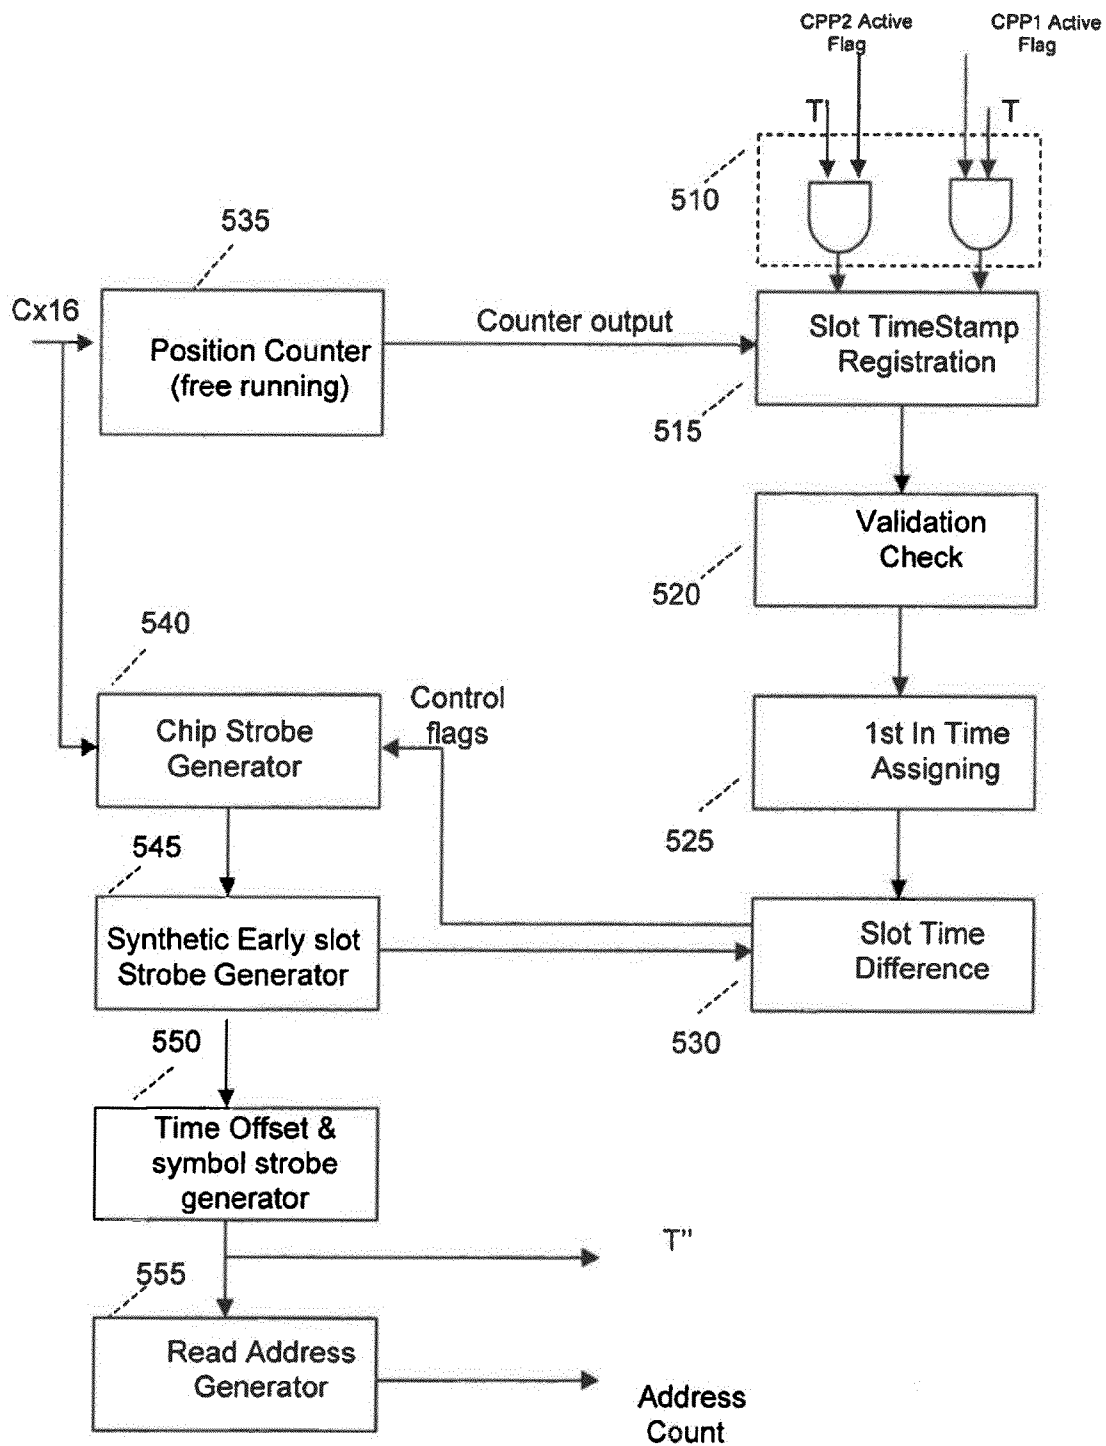 CPP2 Active
Flag
CPP1 Active
Flag
T
T
510
535
Cx16
Position Counter
(free running)
Counter output
Slot TimeStamp
Registration
515
Validation
Check
520
540
Chip Strobe
Generator
Control
flags
1st In Time
Assigning
525
545
Synthetic Early slot
Strobe Generator
Slot Time
Difference
530
550
Time Offset &
symbol strobe
generator
T"
555
Read Address
Generator
Address
Count